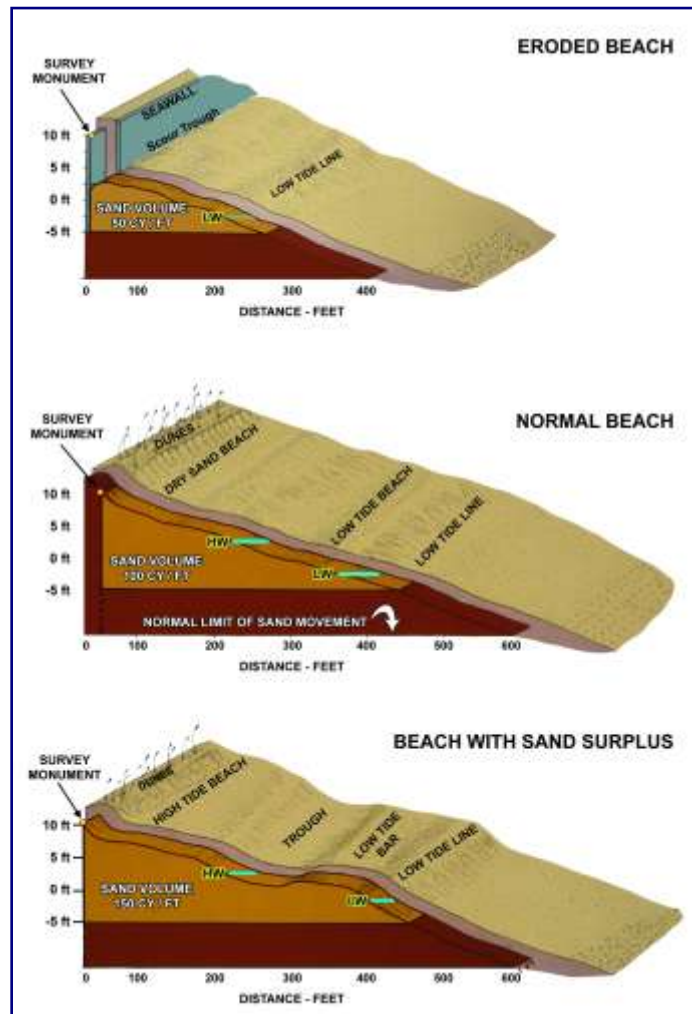 ERODED BEACH
SURVEY
MONUMENT
SEAWALL
Scour Trough
LOW TIDE LINE
10 ft
5 ft
0 ft
-5 ft
SAND VOLUME
50 CY / FT
LW
0 100 200 300 400
DISTANCE - FEET
NORMAL BEACH
SURVEY
MONUMENT
DUNES
DRY SAND BEACH
LOW TIDE BEACH
LOW TIDE LINE
10 ft
5 ft
0 ft
-5 ft
HW
LW
SAND VOLUME
100 CY / FT
NORMAL LIMIT OF SAND MOVEMENT
0 100 200 300 400 500 600
DISTANCE - FEET
BEACH WITH SAND SURPLUS
SURVEY
MONUMENT
DUNES
HIGH TIDE BEACH
TROUGH
LOW TIDE
BAR
LOW TIDE LINE
10 ft
5 ft
0 ft
-5 ft
HW
LW
SAND VOLUME
150 CY / FT
0 100 200 300 400 500 600
DISTANCE - FEET